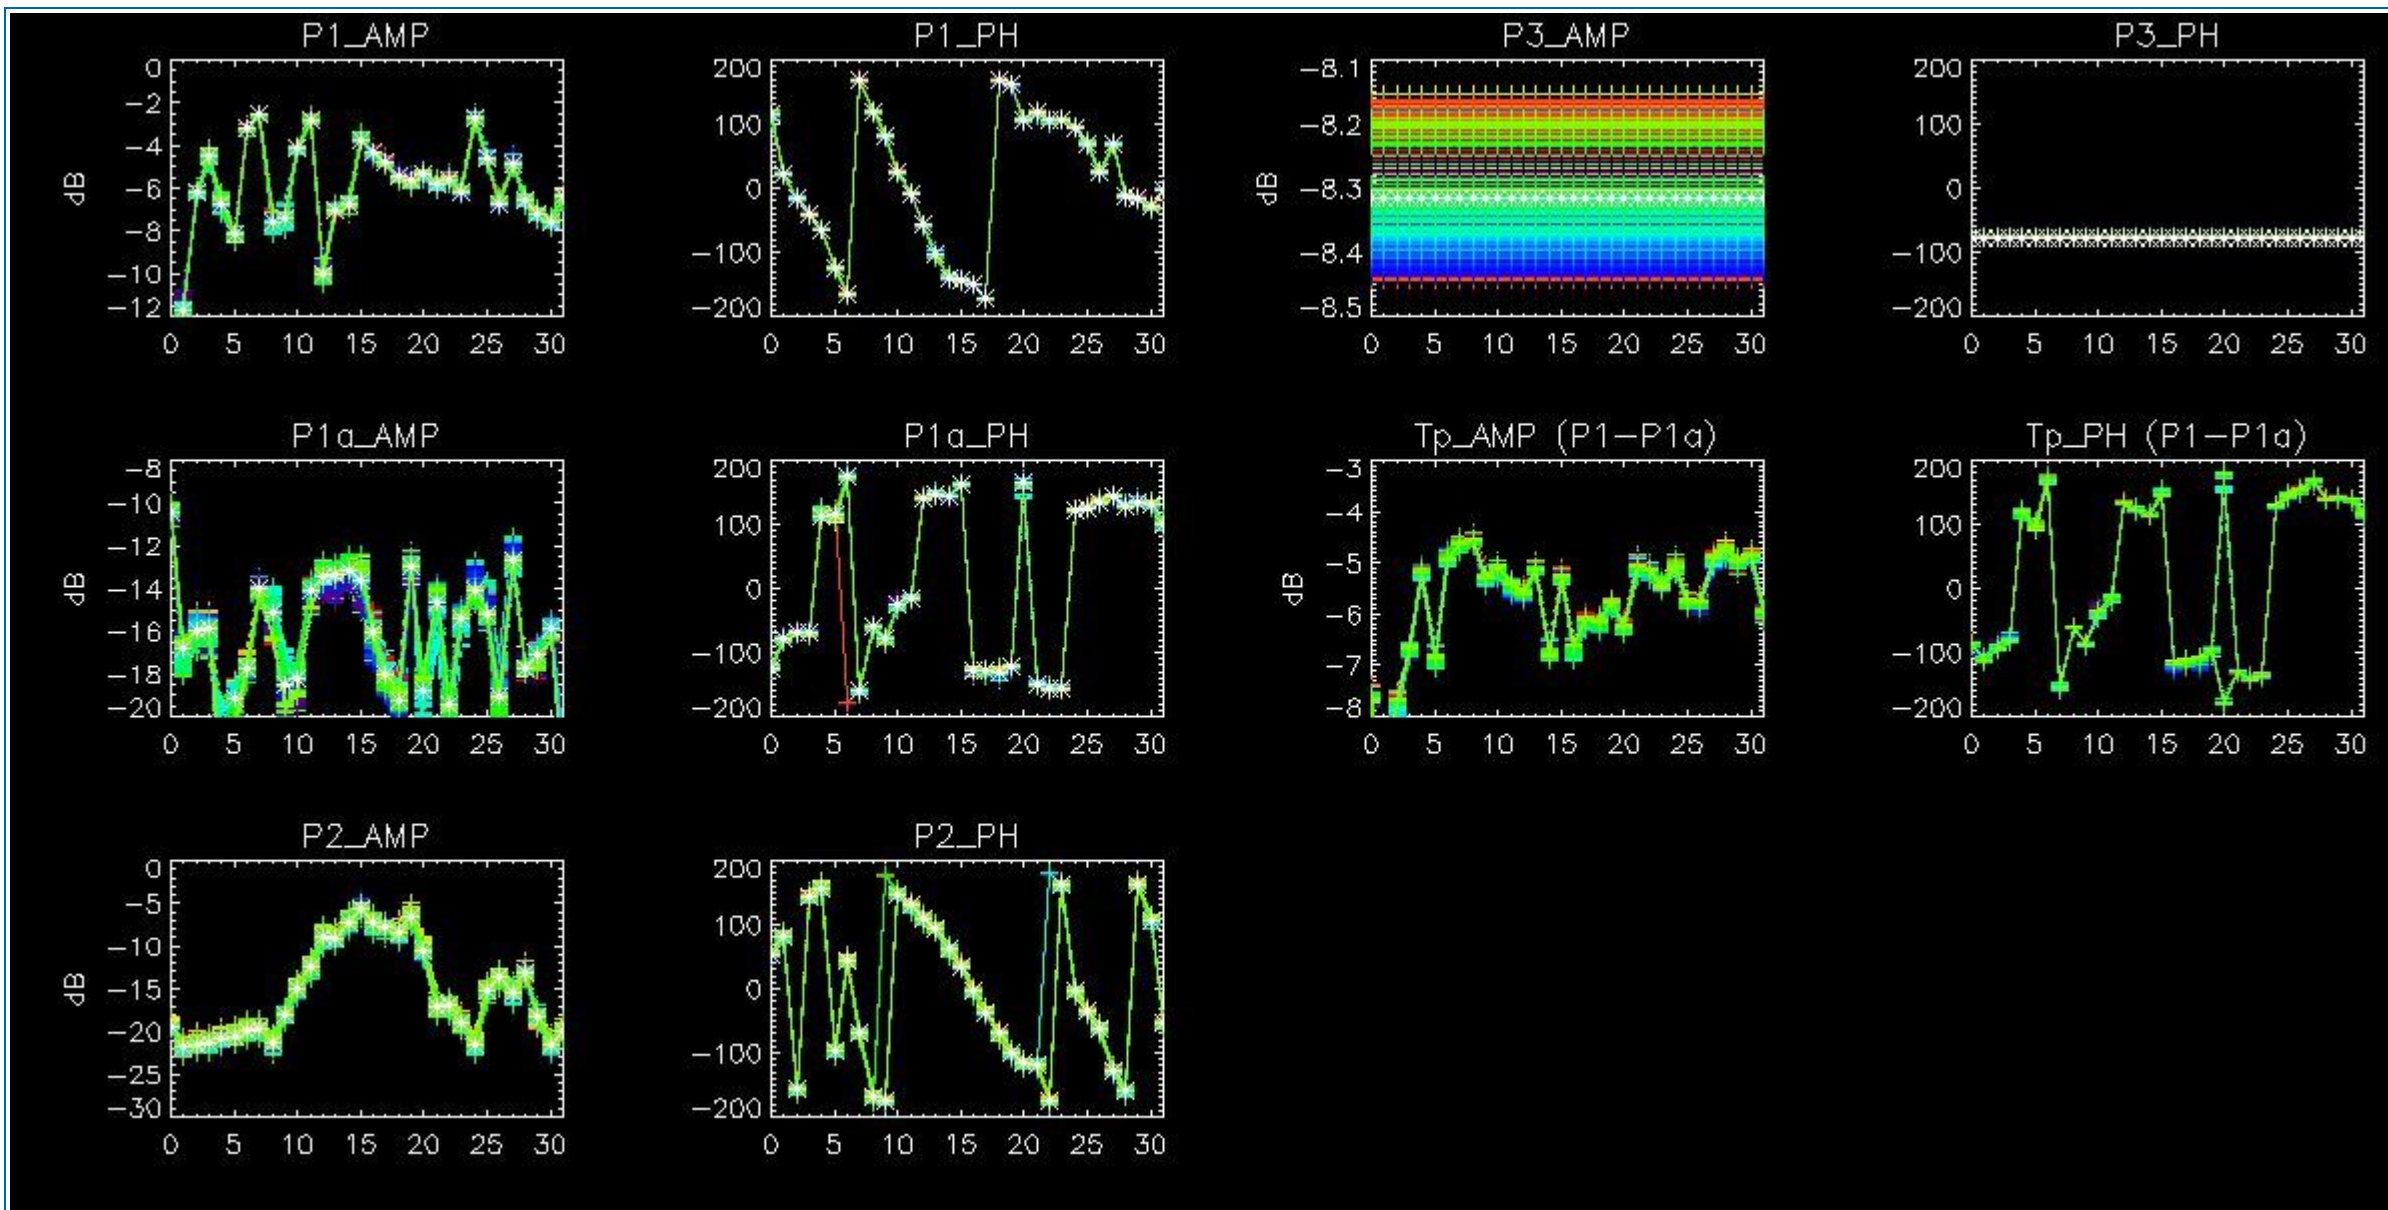 P1_AMP
0
−2
−4
−6
−8
−10
−12
dB
0 5 10 15 20 25 30
P1_PH
200
100
0
−100
−200
0 5 10 15 20 25 30
P3_AMP
−8.1
−8.2
−8.3
−8.4
−8.5
dB
0 5 10 15 20 25 30
P3_PH
200
100
0
−100
−200
0 5 10 15 20 25 30
P1a_AMP
−8
−10
−12
−14
−16
−18
−20
dB
0 5 10 15 20 25 30
P1a_PH
200
100
0
−100
−200
0 5 10 15 20 25 30
Tp_AMP (P1−P1a)
−3
−4
−5
−6
−7
−8
dB
0 5 10 15 20 25 30
Tp_PH (P1−P1a)
200
100
0
−100
−200
0 5 10 15 20 25 30
P2_AMP
0
−5
−10
−15
−20
−25
−30
dB
0 5 10 15 20 25 30
P2_PH
200
100
0
−100
−200
0 5 10 15 20 25 30